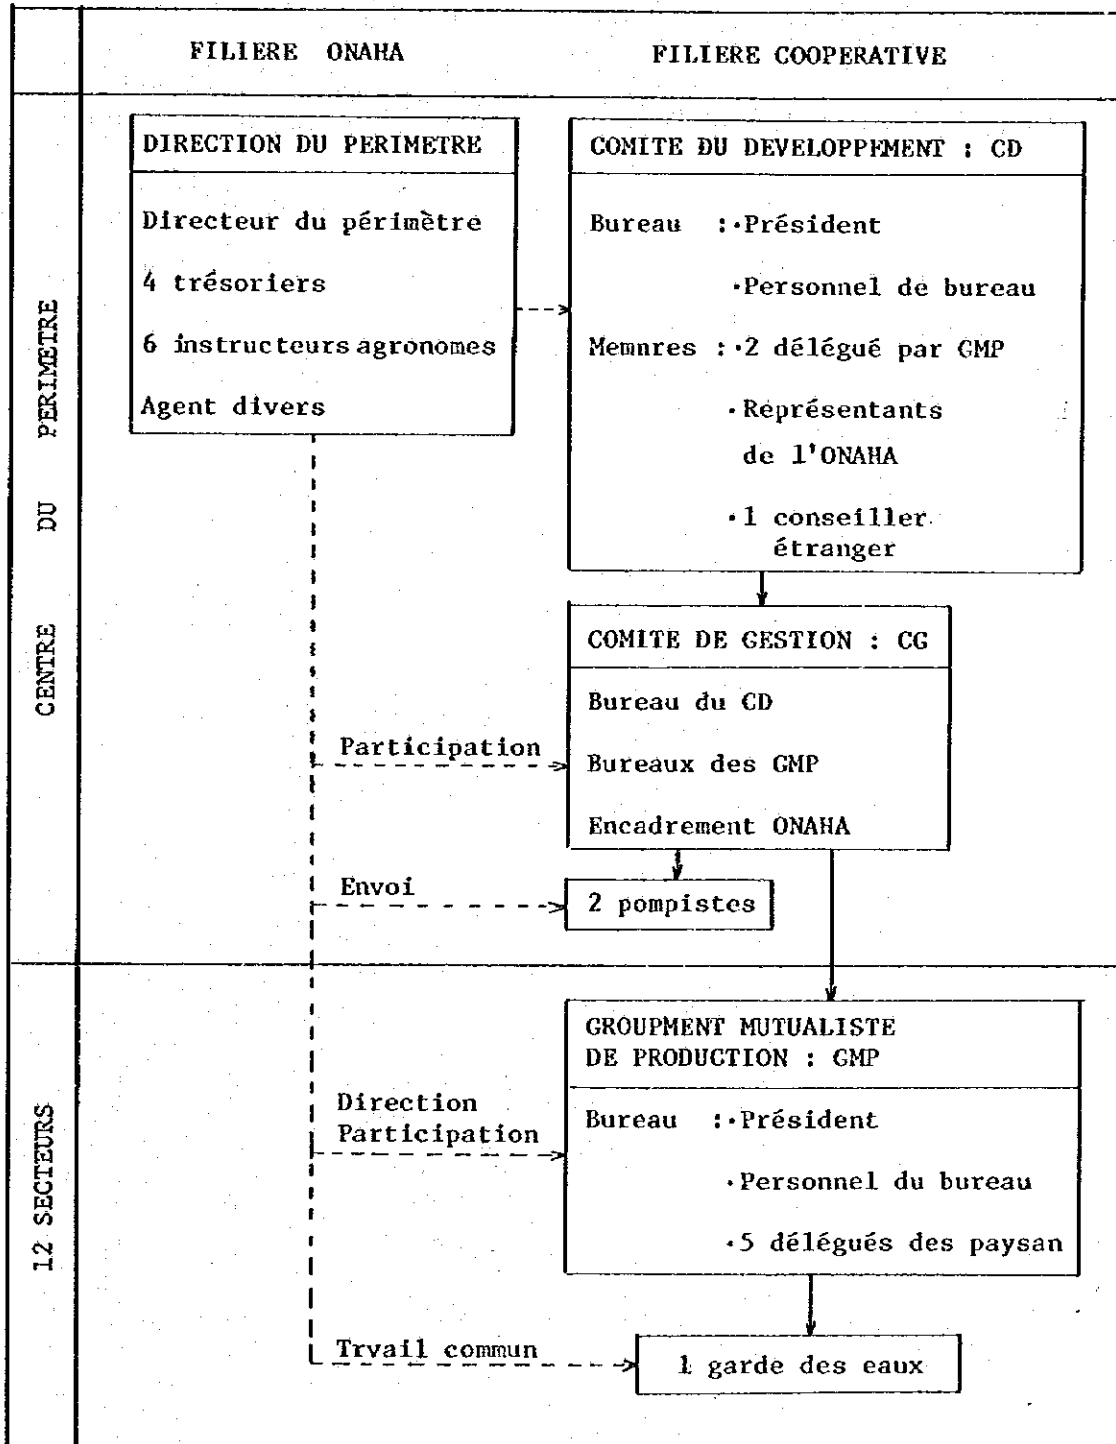 FILIERE ONAHA
FILIERE COOPERATIVE
CENTRE DU PERIMETRE
DIRECTION DU PERIMETRE
Directeur du périmètre
4 trésoriers
6 instructeurs agronomes
Agent divers
COMITE DU DEVELOPPEMENT : CD
Bureau :·Président
·Personnel de bureau
Memnres :·2 délégué par GMP
·Représentants
de l'ONAHA
·1 conseiller
étranger
COMITE DE GESTION : CG
Bureau du CD
Bureaux des GMP
Encadrement ONAHA
Participation
Envoi
2 pompistes
12 SECTEURS
GROUPMENT MUTUALISTE
DE PRODUCTION : GMP
Bureau :·Président
·Personnel du bureau
·5 délégués des paysan
Direction
Participation
Trvail commun
1 garde des eaux